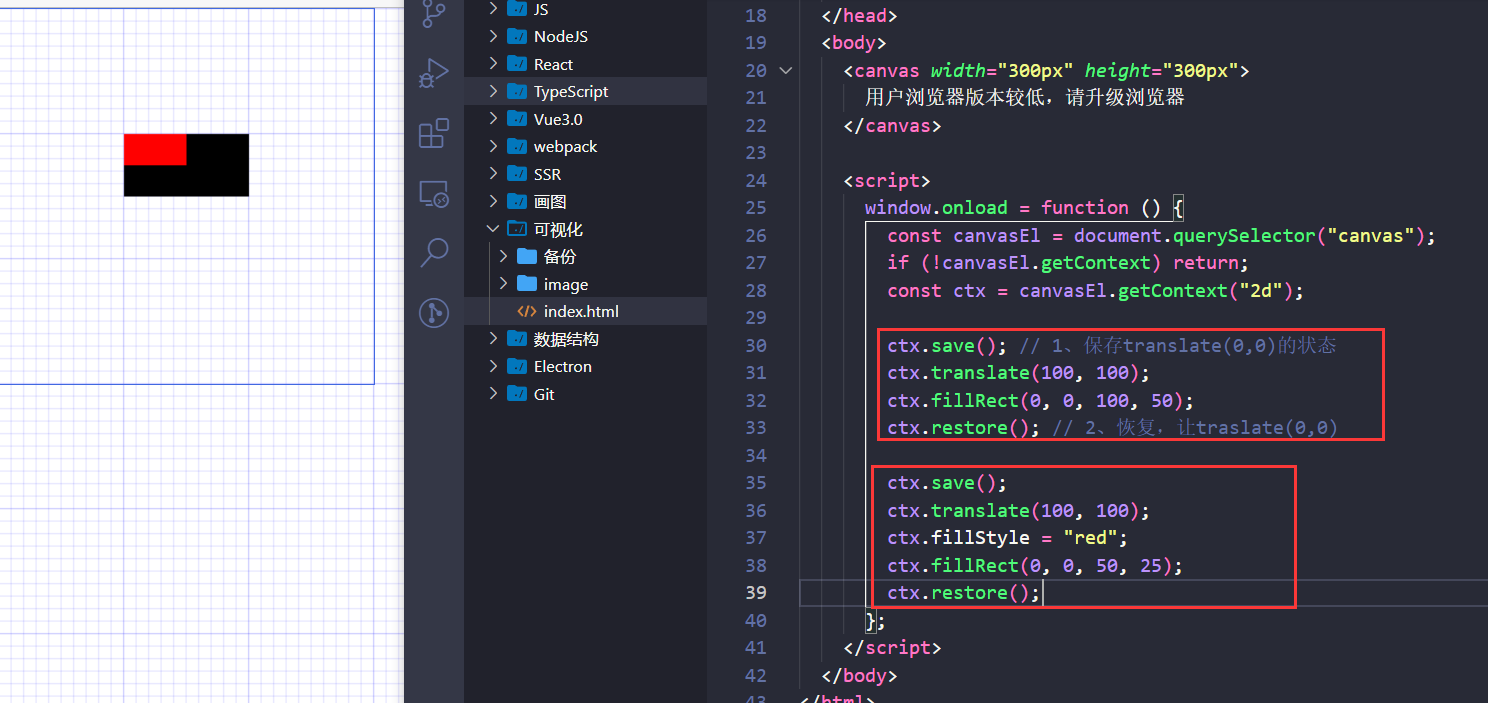 JS
NodeJS
React
TypeScript
Vue3.0
webpack
SSR
画图
可视化
备份
image
index.html
数据结构
Electron
Git
18 </head>
19 <body>
20 <canvas width="300px" height="300px">
21 用户浏览器版本较低，请升级浏览器
22 </canvas>
23
24 <script>
25 window.onload = function () {
26 const canvasEl = document.querySelector("canvas");
27 if (!canvasEl.getContext) return;
28 const ctx = canvasEl.getContext("2d");
29
30 ctx.save(); // 1、保存translate(0,0)的状态
31 ctx.translate(100, 100);
32 ctx.fillRect(0, 0, 100, 50);
33 ctx.restore(); // 2、恢复，让traslate(0,0)
34
35 ctx.save();
36 ctx.translate(100, 100);
37 ctx.fillStyle = "red";
38 ctx.fillRect(0, 0, 50, 25);
39 ctx.restore();
40 };
41 </script>
42 </body>
43 </html>